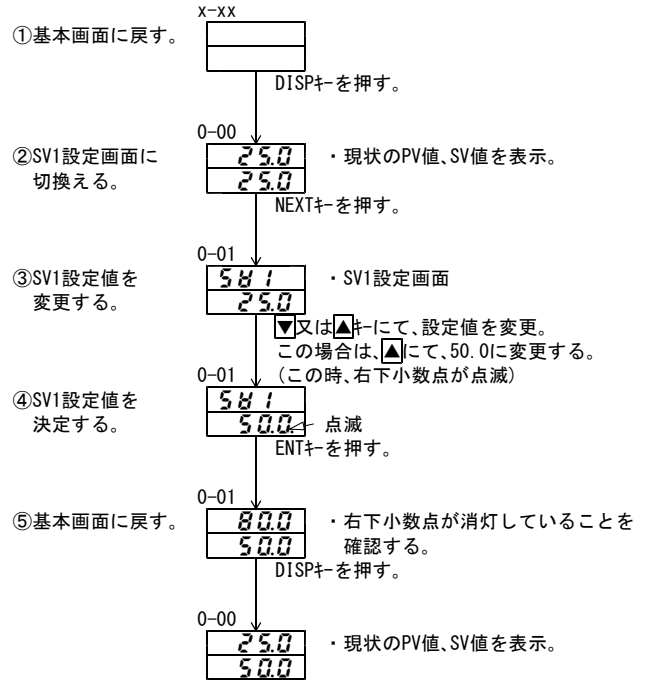 x-xx
①基本画面に戻す。
DISPｷｰを押す。
0-00
②SV1設定画面に
切換える。
25.0
25.0
・現状のPV値、SV値を表示。
NEXTｷｰを押す。
0-01
③SV1設定値を
変更する。
SV1
25.0
・SV1設定画面
▼又は▲ｷｰにて、設定値を変更。
この場合は、▲にて、50.0に変更する。
(この時、右下小数点が点滅)
0-01
④SV1設定値を
決定する。
SV1
50.0.
点滅
ENTｷｰを押す。
0-01
⑤基本画面に戻す。
80.0
50.0
・右下小数点が消灯していることを
確認する。
DISPｷｰを押す。
0-00
25.0
50.0
・現状のPV値、SV値を表示。